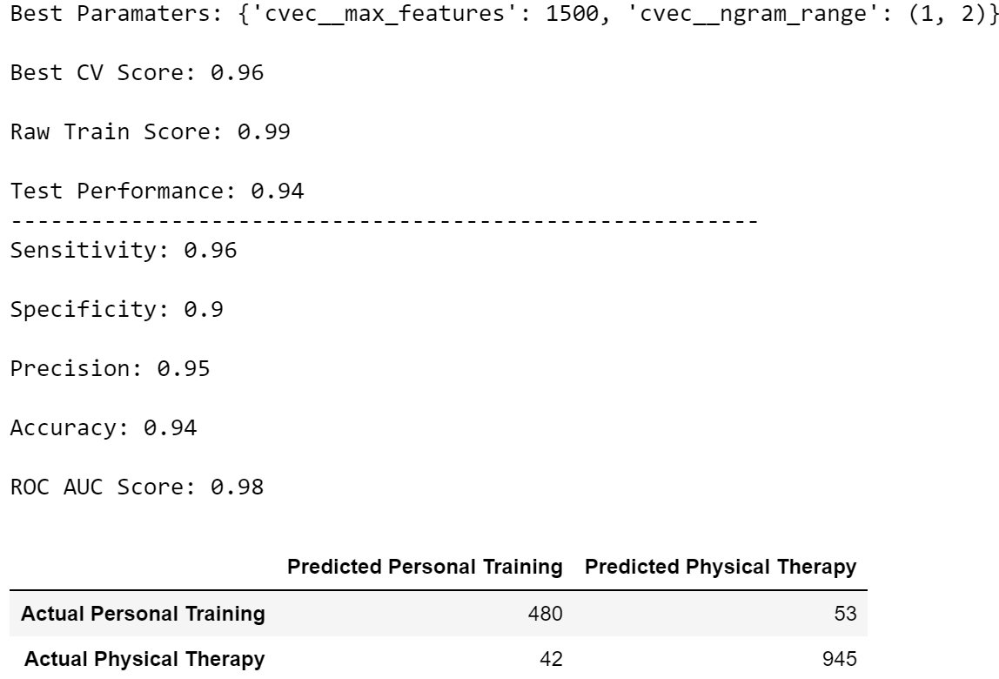 Best Paramaters: {'cvec__max_features': 1500, 'cvec__ngram_range': (1, 2)}
Best CV Score: 0.96
Raw Train Score: 0.99
Test Performance: 0.94
--------------------------------------------------------
Sensitivity: 0.96
Specificity: 0.9
Precision: 0.95
Accuracy: 0.94
ROC AUC Score: 0.98
Predicted Personal Training Predicted Physical Therapy
Actual Personal Training 480 53
Actual Physical Therapy 42 945